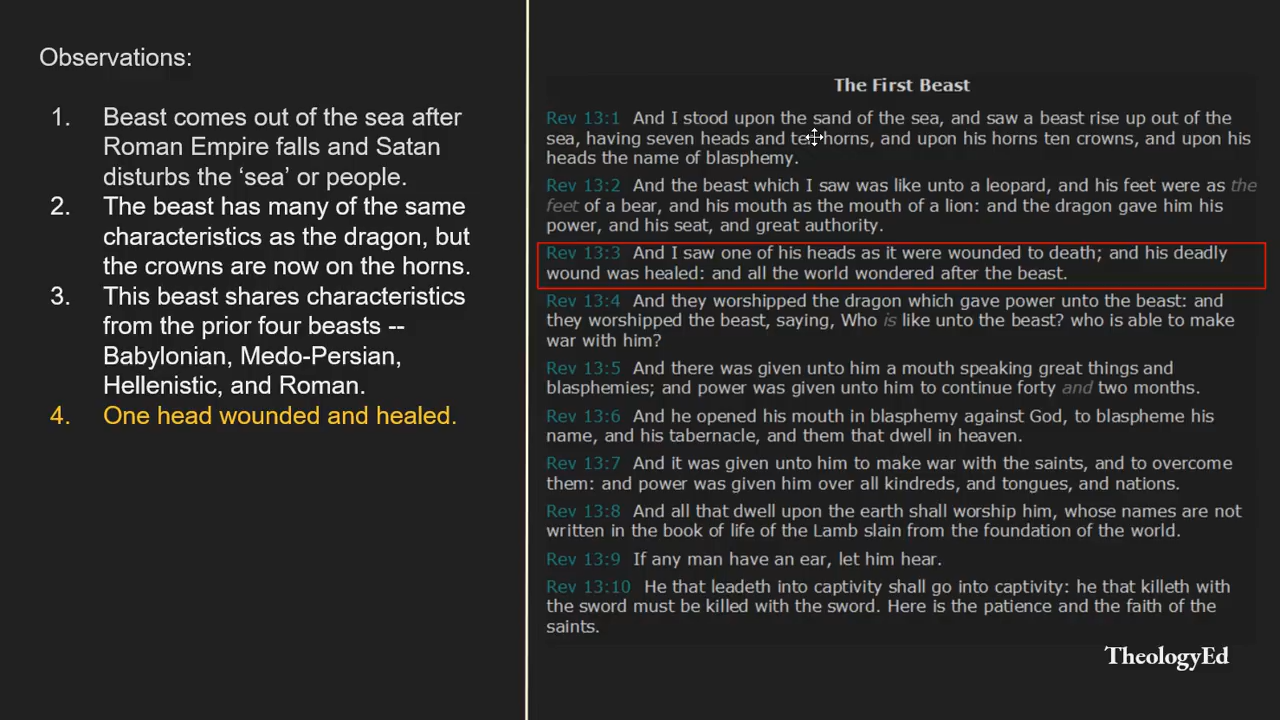 Observations:
1. Beast comes out of the sea after
Roman Empire falls and Satan
disturbs the ‘sea’ or people.
2. The beast has many of the same
characteristics as the dragon, but
the crowns are now on the horns.
3. This beast shares characteristics
from the prior four beasts --
Babylonian, Medo-Persian,
Hellenistic, and Roman.
4. One head wounded and healed.
The First Beast
Rev 13:1 And I stood upon the sand of the sea, and saw a beast rise up out of the
sea, having seven heads and ten horns, and upon his horns ten crowns, and upon his
heads the name of blasphemy.
Rev 13:2 And the beast which I saw was like unto a leopard, and his feet were as the
feet of a bear, and his mouth as the mouth of a lion: and the dragon gave him his
power, and his seat, and great authority.
Rev 13:3 And I saw one of his heads as it were wounded to death; and his deadly
wound was healed: and all the world wondered after the beast.
Rev 13:4 And they worshipped the dragon which gave power unto the beast: and
they worshipped the beast, saying, Who is like unto the beast? who is able to make
war with him?
Rev 13:5 And there was given unto him a mouth speaking great things and
blasphemies; and power was given unto him to continue forty and two months.
Rev 13:6 And he opened his mouth in blasphemy against God, to blaspheme his
name, and his tabernacle, and them that dwell in heaven.
Rev 13:7 And it was given unto him to make war with the saints, and to overcome
them: and power was given him over all kindreds, and tongues, and nations.
Rev 13:8 And all that dwell upon the earth shall worship him, whose names are not
written in the book of life of the Lamb slain from the foundation of the world.
Rev 13:9 If any man have an ear, let him hear.
Rev 13:10 He that leadeth into captivity shall go into captivity: he that killeth with
the sword must be killed with the sword. Here is the patience and the faith of the
saints.
TheologyEd